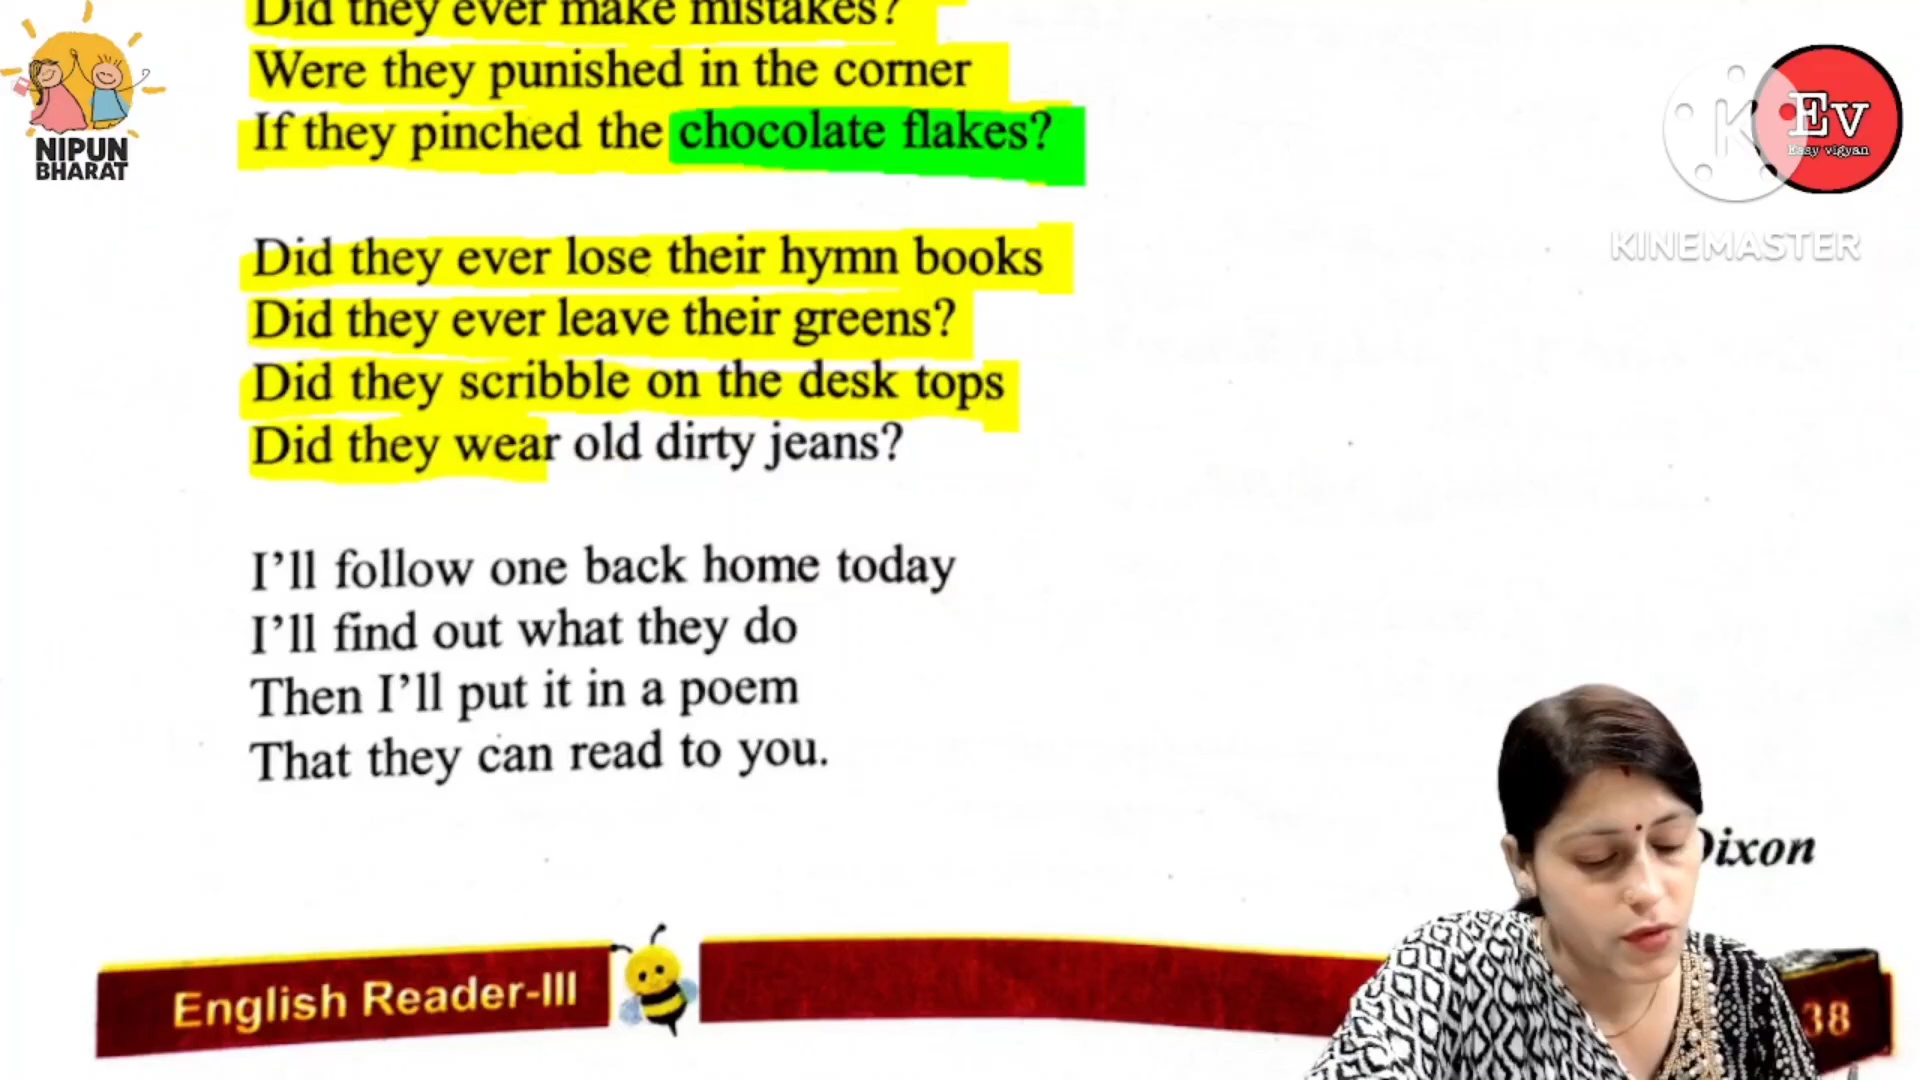 Did they ever make mistakes?
Were they punished in the corner
If they pinched the chocolate flakes?
Did they ever lose their hymn books
Did they ever leave their greens?
Did they scribble on the desk tops
Did they wear old dirty jeans?
I'll follow one back home today
I'll find out what they do
Then I'll put it in a poem
That they can read to you.
Dixon
English Reader-III
38
NIPUN
BHARAT
K
Ev
Easy vigyan
KINEMASTER